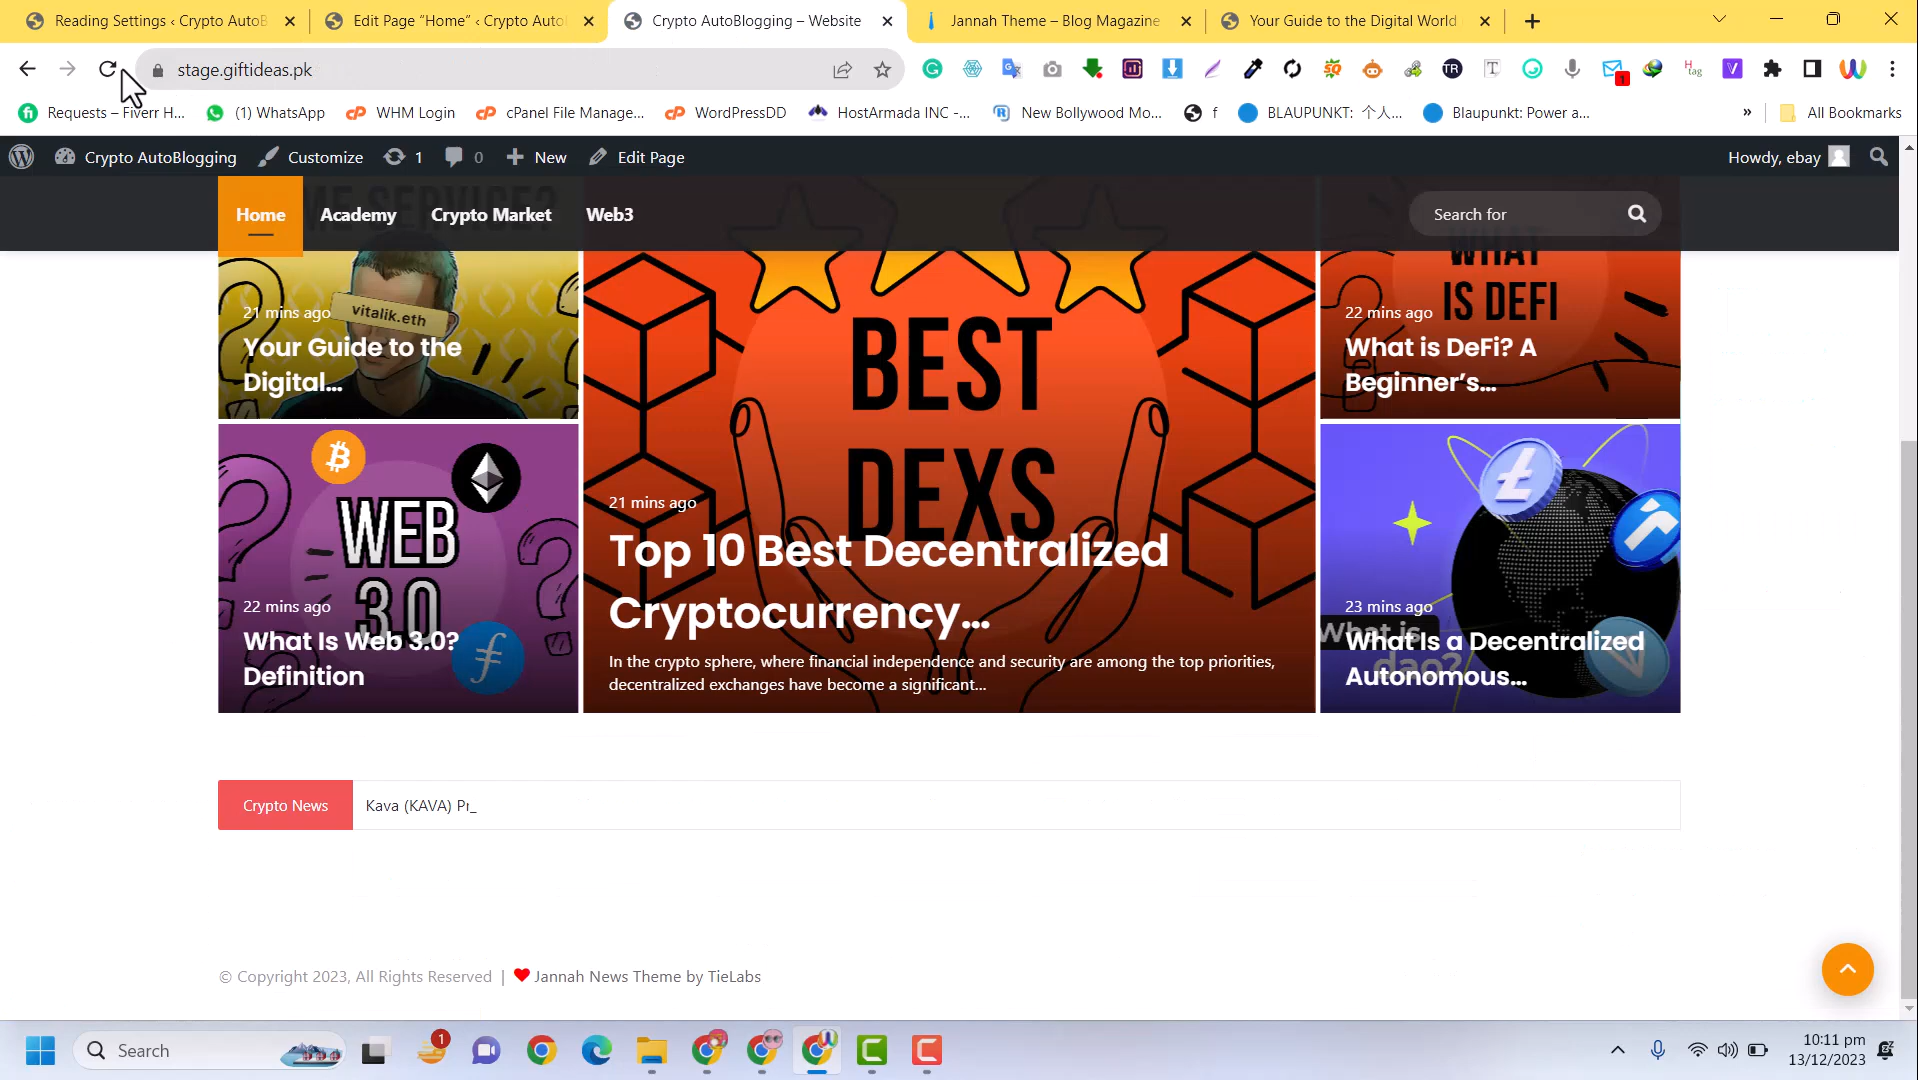 Reading Settings ‹ Crypto AutoB
Edit Page “Home” ‹ Crypto Auto
Crypto AutoBlogging – Website
Jannah Theme – Blog Magazine
Your Guide to the Digital World
stage.giftideas.pk
Requests – Fiverr H...
(1) WhatsApp
WHM Login
cPanel File Manage...
WordPressDD
HostArmada INC -...
New Bollywood Mo...
f
BLAUPUNKT: 个人...
Blaupunkt: Power a...
»
All Bookmarks
Crypto AutoBlogging
Customize
1
0
New
Edit Page
Howdy, ebay
Home
Academy
Crypto Market
Web3
Search for
21 mins ago
vitalik.eth
Your Guide to the
Digital...
BEST
DEXS
21 mins ago
Top 10 Best Decentralized
Cryptocurrency...
In the crypto sphere, where financial independence and security are among the top priorities,
decentralized exchanges have become a significant...
WHAT
IS DEFI
22 mins ago
What is DeFi? A
Beginner’s...
WEB
3.0
22 mins ago
What Is Web 3.0?
Definition
23 mins ago
What is
dao?
What Is a Decentralized
Autonomous...
Crypto News
Kava (KAVA) Pr_
© Copyright 2023, All Rights Reserved | Jannah News Theme by TieLabs
Search
1
10:11 pm
13/12/2023